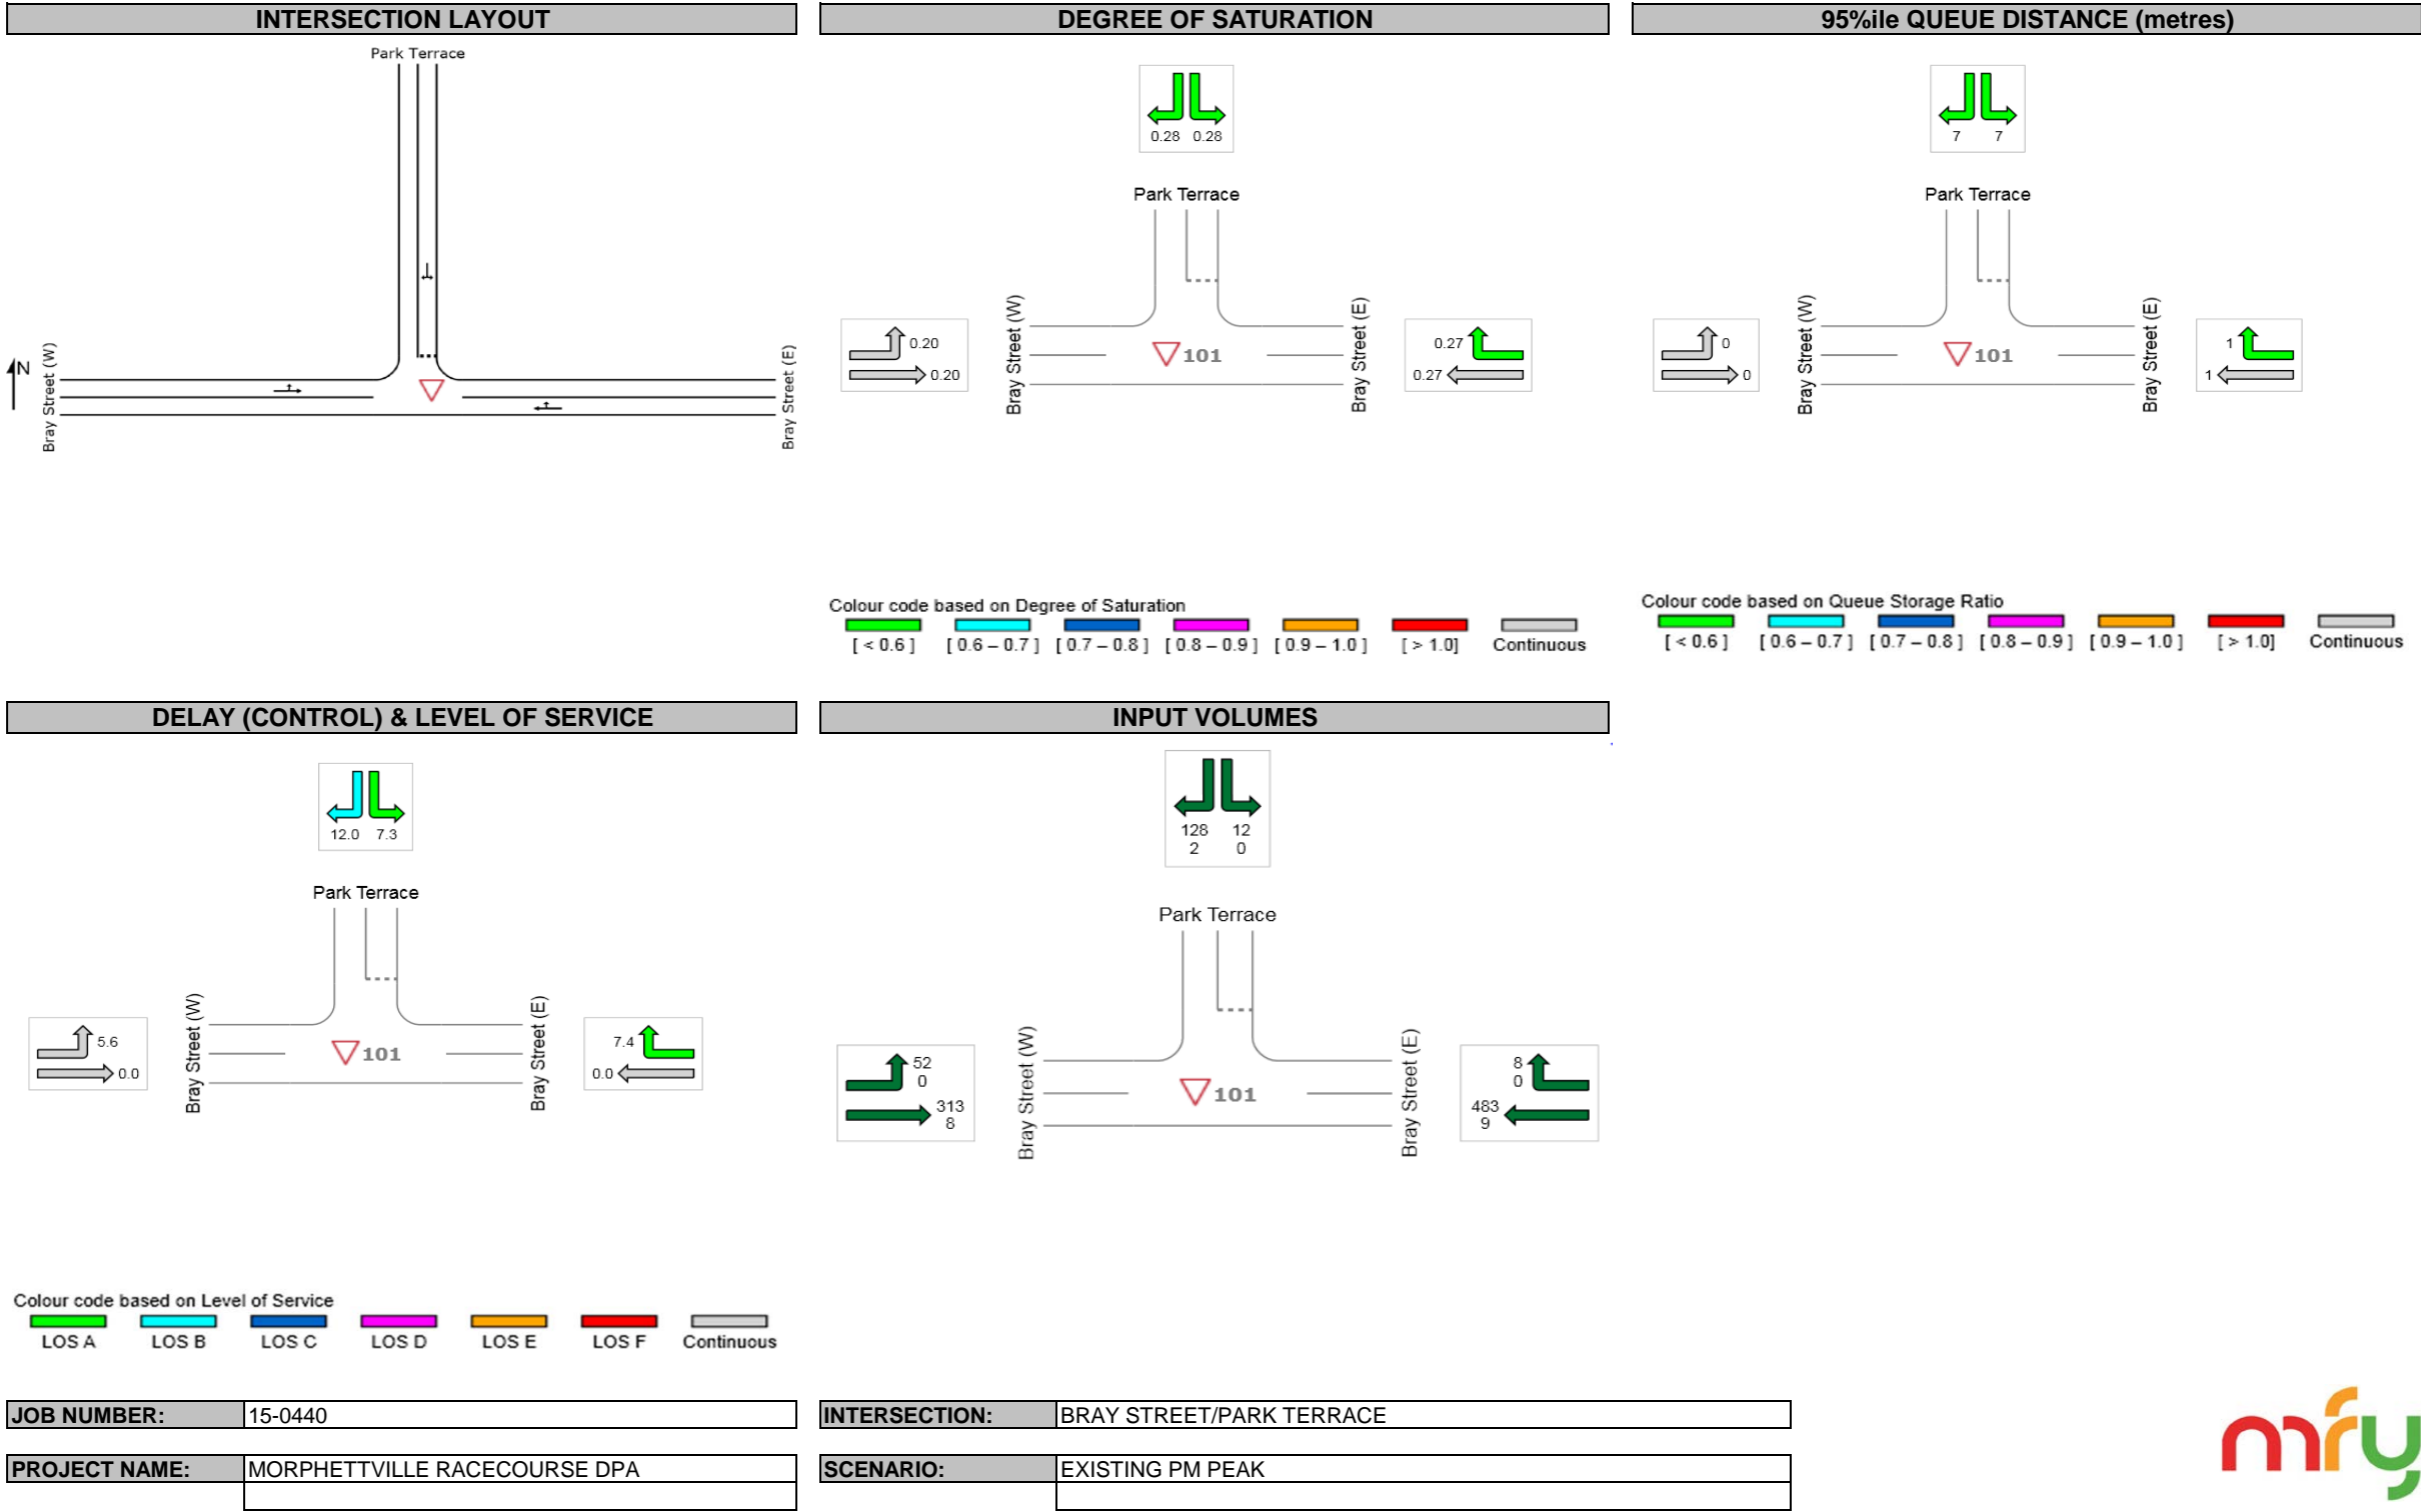 INTERSECTION LAYOUT
Park Terrace
N
Bray Street (W)
Bray Street (E)
DEGREE OF SATURATION
0.28 0.28
Park Terrace
Bray Street (W)
Bray Street (E)
0.20
0.20
101
0.27
0.27
Colour code based on Degree of Saturation
[ < 0.6 ] [ 0.6 – 0.7 ] [ 0.7 – 0.8 ] [ 0.8 – 0.9 ] [ 0.9 – 1.0 ] [ > 1.0] Continuous
95%ile QUEUE DISTANCE (metres)
7 7
Park Terrace
Bray Street (W)
Bray Street (E)
0
0
101
1
1
Colour code based on Queue Storage Ratio
[ < 0.6 ] [ 0.6 – 0.7 ] [ 0.7 – 0.8 ] [ 0.8 – 0.9 ] [ 0.9 – 1.0 ] [ > 1.0] Continuous
DELAY (CONTROL) & LEVEL OF SERVICE
12.0 7.3
Park Terrace
Bray Street (W)
Bray Street (E)
5.6
0.0
101
7.4
0.0
Colour code based on Level of Service
LOS A LOS B LOS C LOS D LOS E LOS F Continuous
INPUT VOLUMES
128 12
2 0
Park Terrace
Bray Street (W)
Bray Street (E)
52
0
313
8
101
8
0
483
9
JOB NUMBER: 15-0440
INTERSECTION: BRAY STREET/PARK TERRACE
PROJECT NAME: MORPHETTVILLE RACECOURSE DPA
SCENARIO: EXISTING PM PEAK
mfy